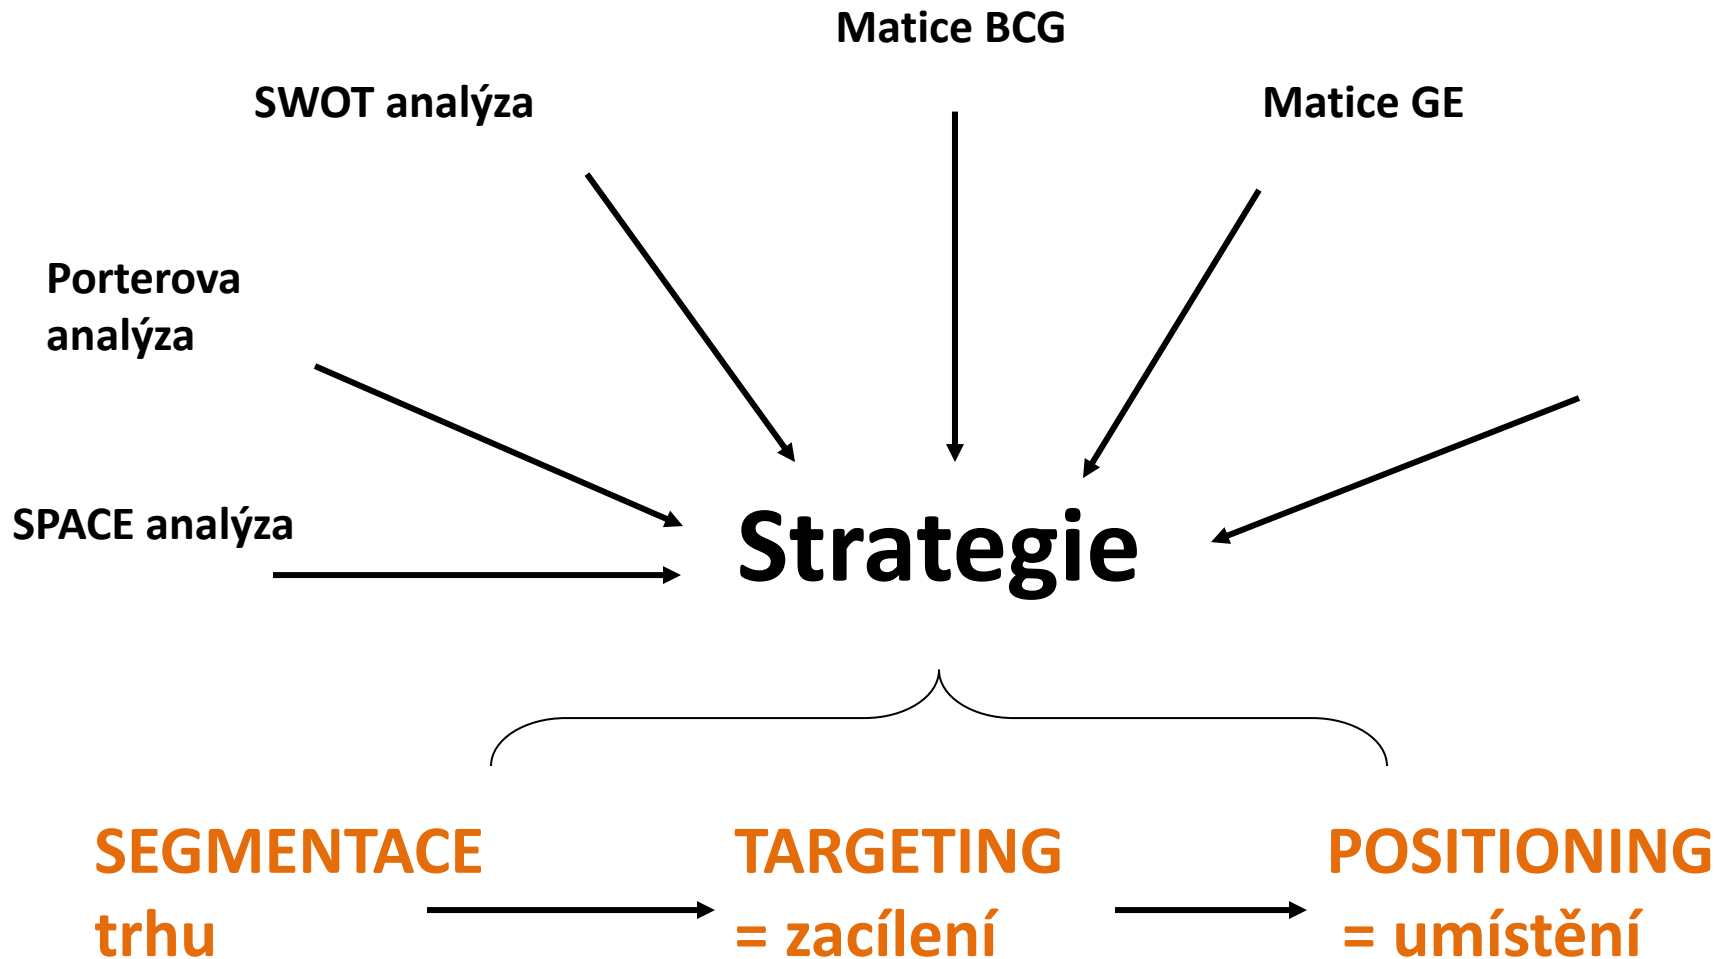 Matice BCG
SWOT analýza
Matice GE
Porterova
analýza
SPACE analýza
Strategie
SEGMENTACE
trhu
TARGETING
= zacílení
POSITIONING
= umístění